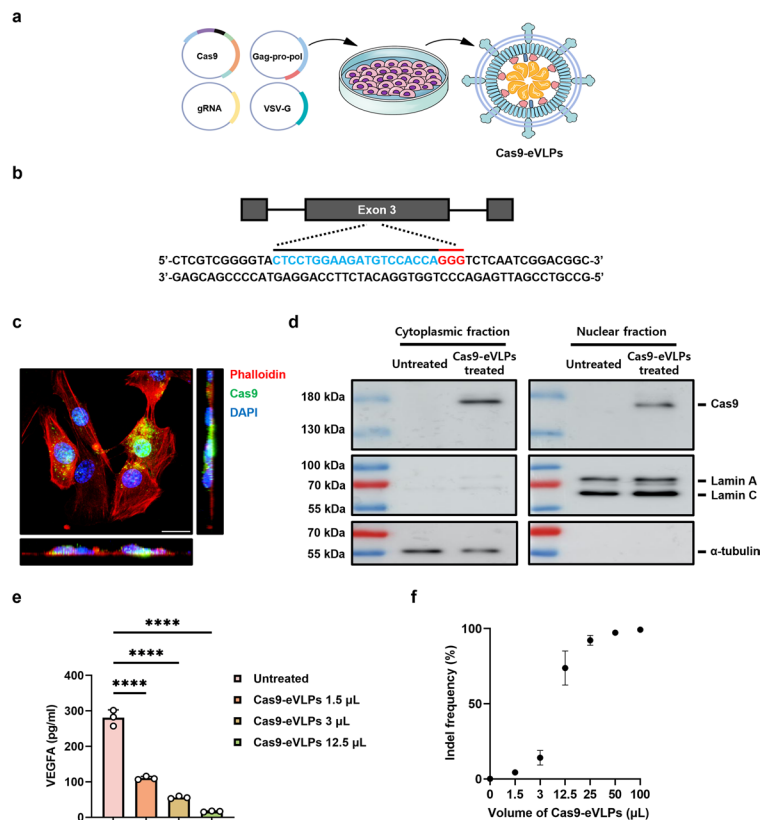 a
Cas9
Gag-pro-pol
gRNA
VSV-G
Cas9-eVLPs
b
Exon 3
5'-CTCGTCGGGGTACTCCTGGAAGATGTCCACCAGGGTCTCAATCGGACGGC-3'
3'-GAGCAGCCCCATGAGGACCTTCTACAGGTGGTCCCAGAGTTAGCCTGCCG-5'
c
Phalloidin
Cas9
DAPI
d
Cytoplasmic fraction
Nuclear fraction
Untreated
Cas9-eVLPs
treated
Untreated
Cas9-eVLPs
treated
180 kDa
130 kDa
Cas9
100 kDa
70 kDa
55 kDa
Lamin A
Lamin C
70 kDa
55 kDa
α-tubulin
e
****
****
****
VEGFA (pg/ml)
400
300
200
100
0
Untreated
Cas9-eVLPs 1.5 µL
Cas9-eVLPs 3 µL
Cas9-eVLPs 12.5 µL
f
Indel frequency (%)
100
50
0
0 1.5 3 12.5 25 50 100
Volume of Cas9-eVLPs (µL)